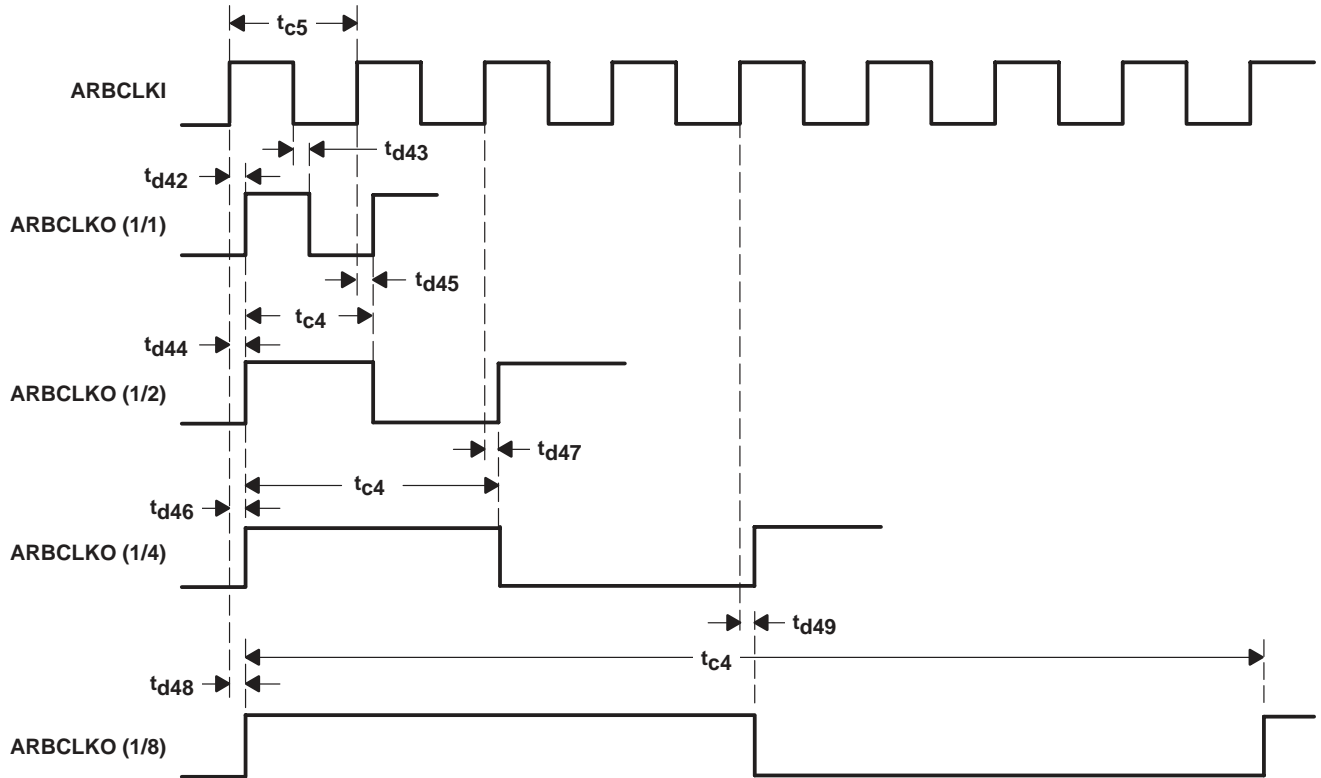 tc5
ARBCLKI
td43
td42
ARBCLKO (1/1)
td45
tc4
td44
ARBCLKO (1/2)
td47
tc4
td46
ARBCLKO (1/4)
td49
tc4
td48
ARBCLKO (1/8)